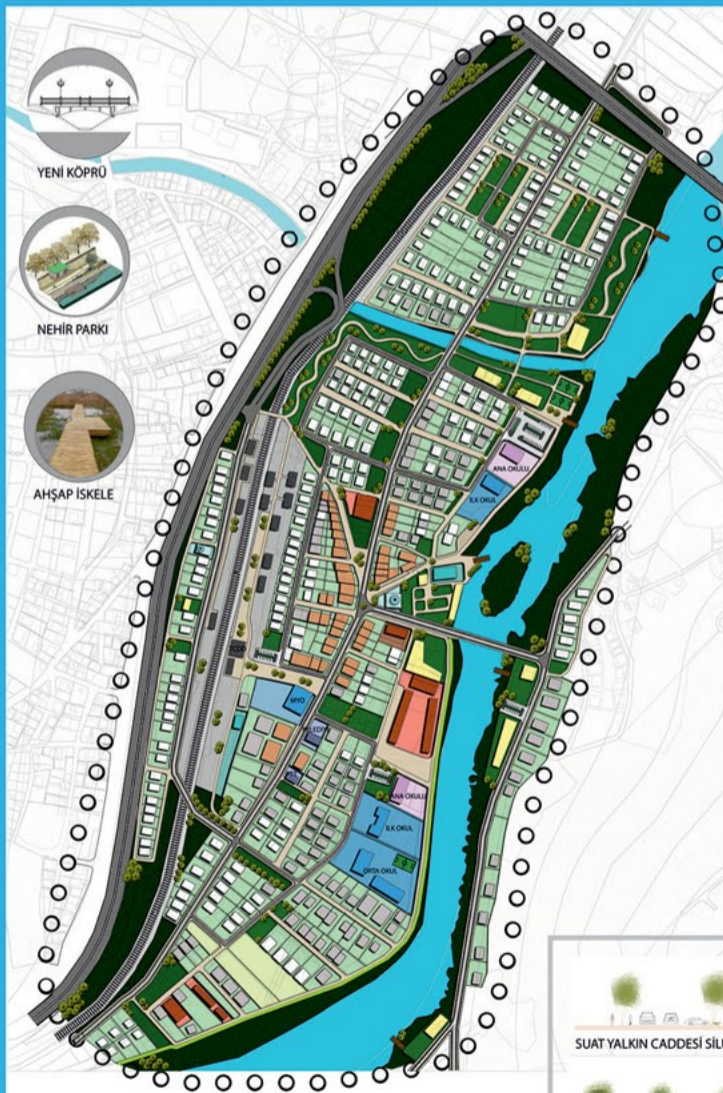 YENİ KÖPRÜ
NEHİR PARKI
AHŞAP İSKELE
ANA OKULU
İLK OKUL
MYO
ANA OKULU
İLK OKUL
ORTA OKUL
SUAT YALKIN CADDESİ